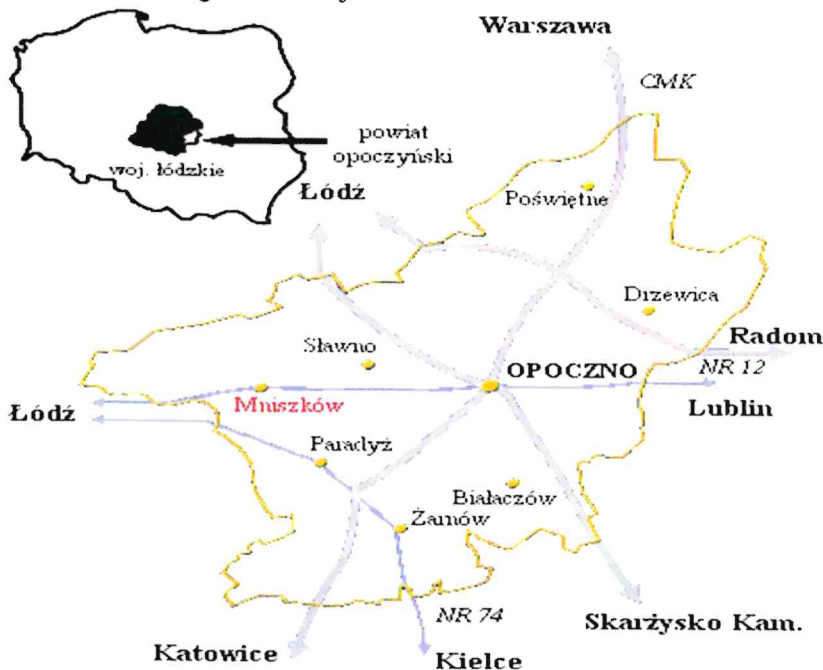 Warszawa
CMK
powiat
opoczyński
woj. łódzkie
Łódź
Poświętne
Drzewica
Radom
Sławno
OPOCZNO
NR 12
Mniszków
Lublin
Łódź
Paradyż
Białaczów
Żarnów
NR 74
Skarżysko Kam.
Katowice
Kielce